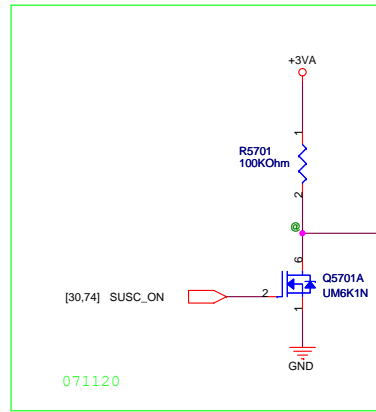 +3VA
1
R5701
100KOhm
2
@
6
Q5701A
UM6K1N
[30,74] SUSC_ON
2
1
GND
071120